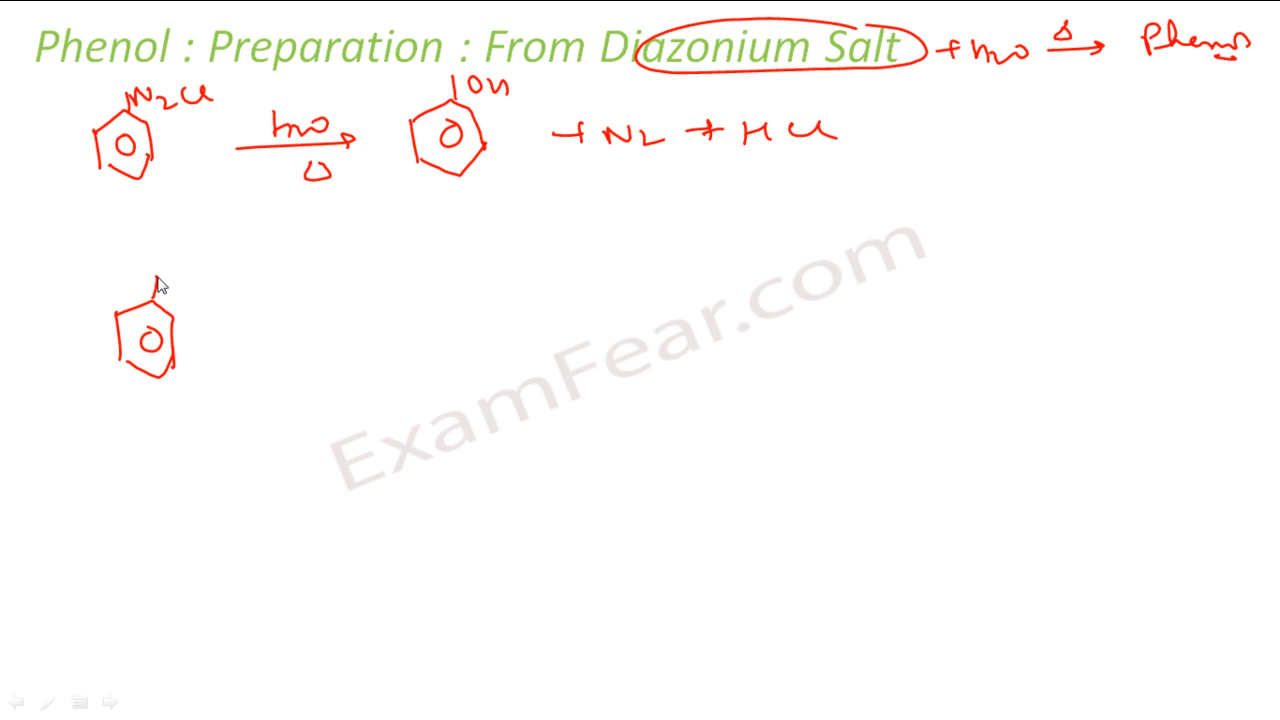 Phenol : Preparation : From Diazonium Salt + H2O Δ → Phenol
N2Cl H2O Δ → OH + N2 + HCl
ExamFear.com